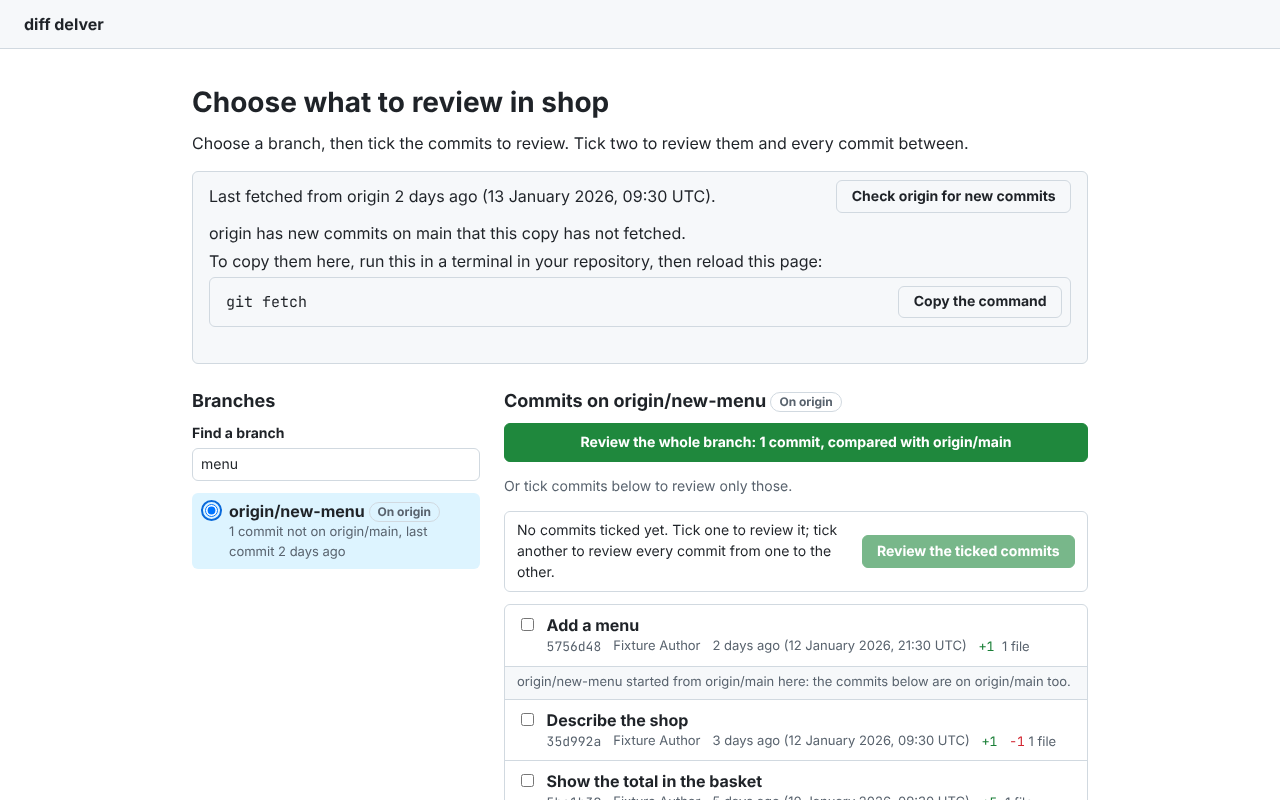 diff delver
Choose what to review in shop
Choose a branch, then tick the commits to review. Tick two to review them and every commit between.
Last fetched from origin 2 days ago (13 January 2026, 09:30 UTC).
Check origin for new commits
origin has new commits on main that this copy has not fetched.
To copy them here, run this in a terminal in your repository, then reload this page:
git fetch
Copy the command
Branches
Find a branch
menu
origin/new-menu On origin
1 commit not on origin/main, last
commit 2 days ago
Commits on origin/new-menu On origin
Review the whole branch: 1 commit, compared with origin/main
Or tick commits below to review only those.
No commits ticked yet. Tick one to review it; tick
another to review every commit from one to the
other.
Review the ticked commits
Add a menu
5756d48 Fixture Author 2 days ago (12 January 2026, 21:30 UTC) +1 1 file
origin/new-menu started from origin/main here: the commits below are on origin/main too.
Describe the shop
35d992a Fixture Author 3 days ago (12 January 2026, 09:30 UTC) +1 -1 1 file
Show the total in the basket